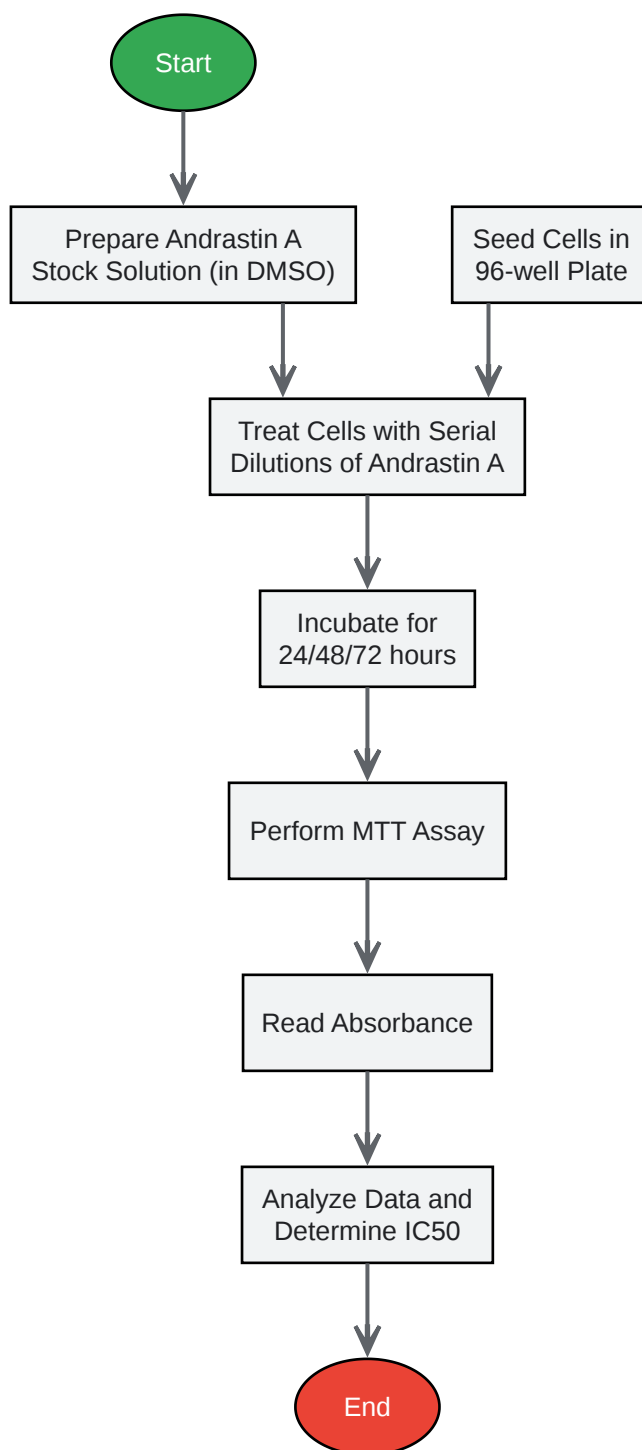 Start
Prepare Andrastin A
Stock Solution (in DMSO)
Seed Cells in
96-well Plate
Treat Cells with Serial
Dilutions of Andrastin A
Incubate for
24/48/72 hours
Perform MTT Assay
Read Absorbance
Analyze Data and
Determine IC50
End